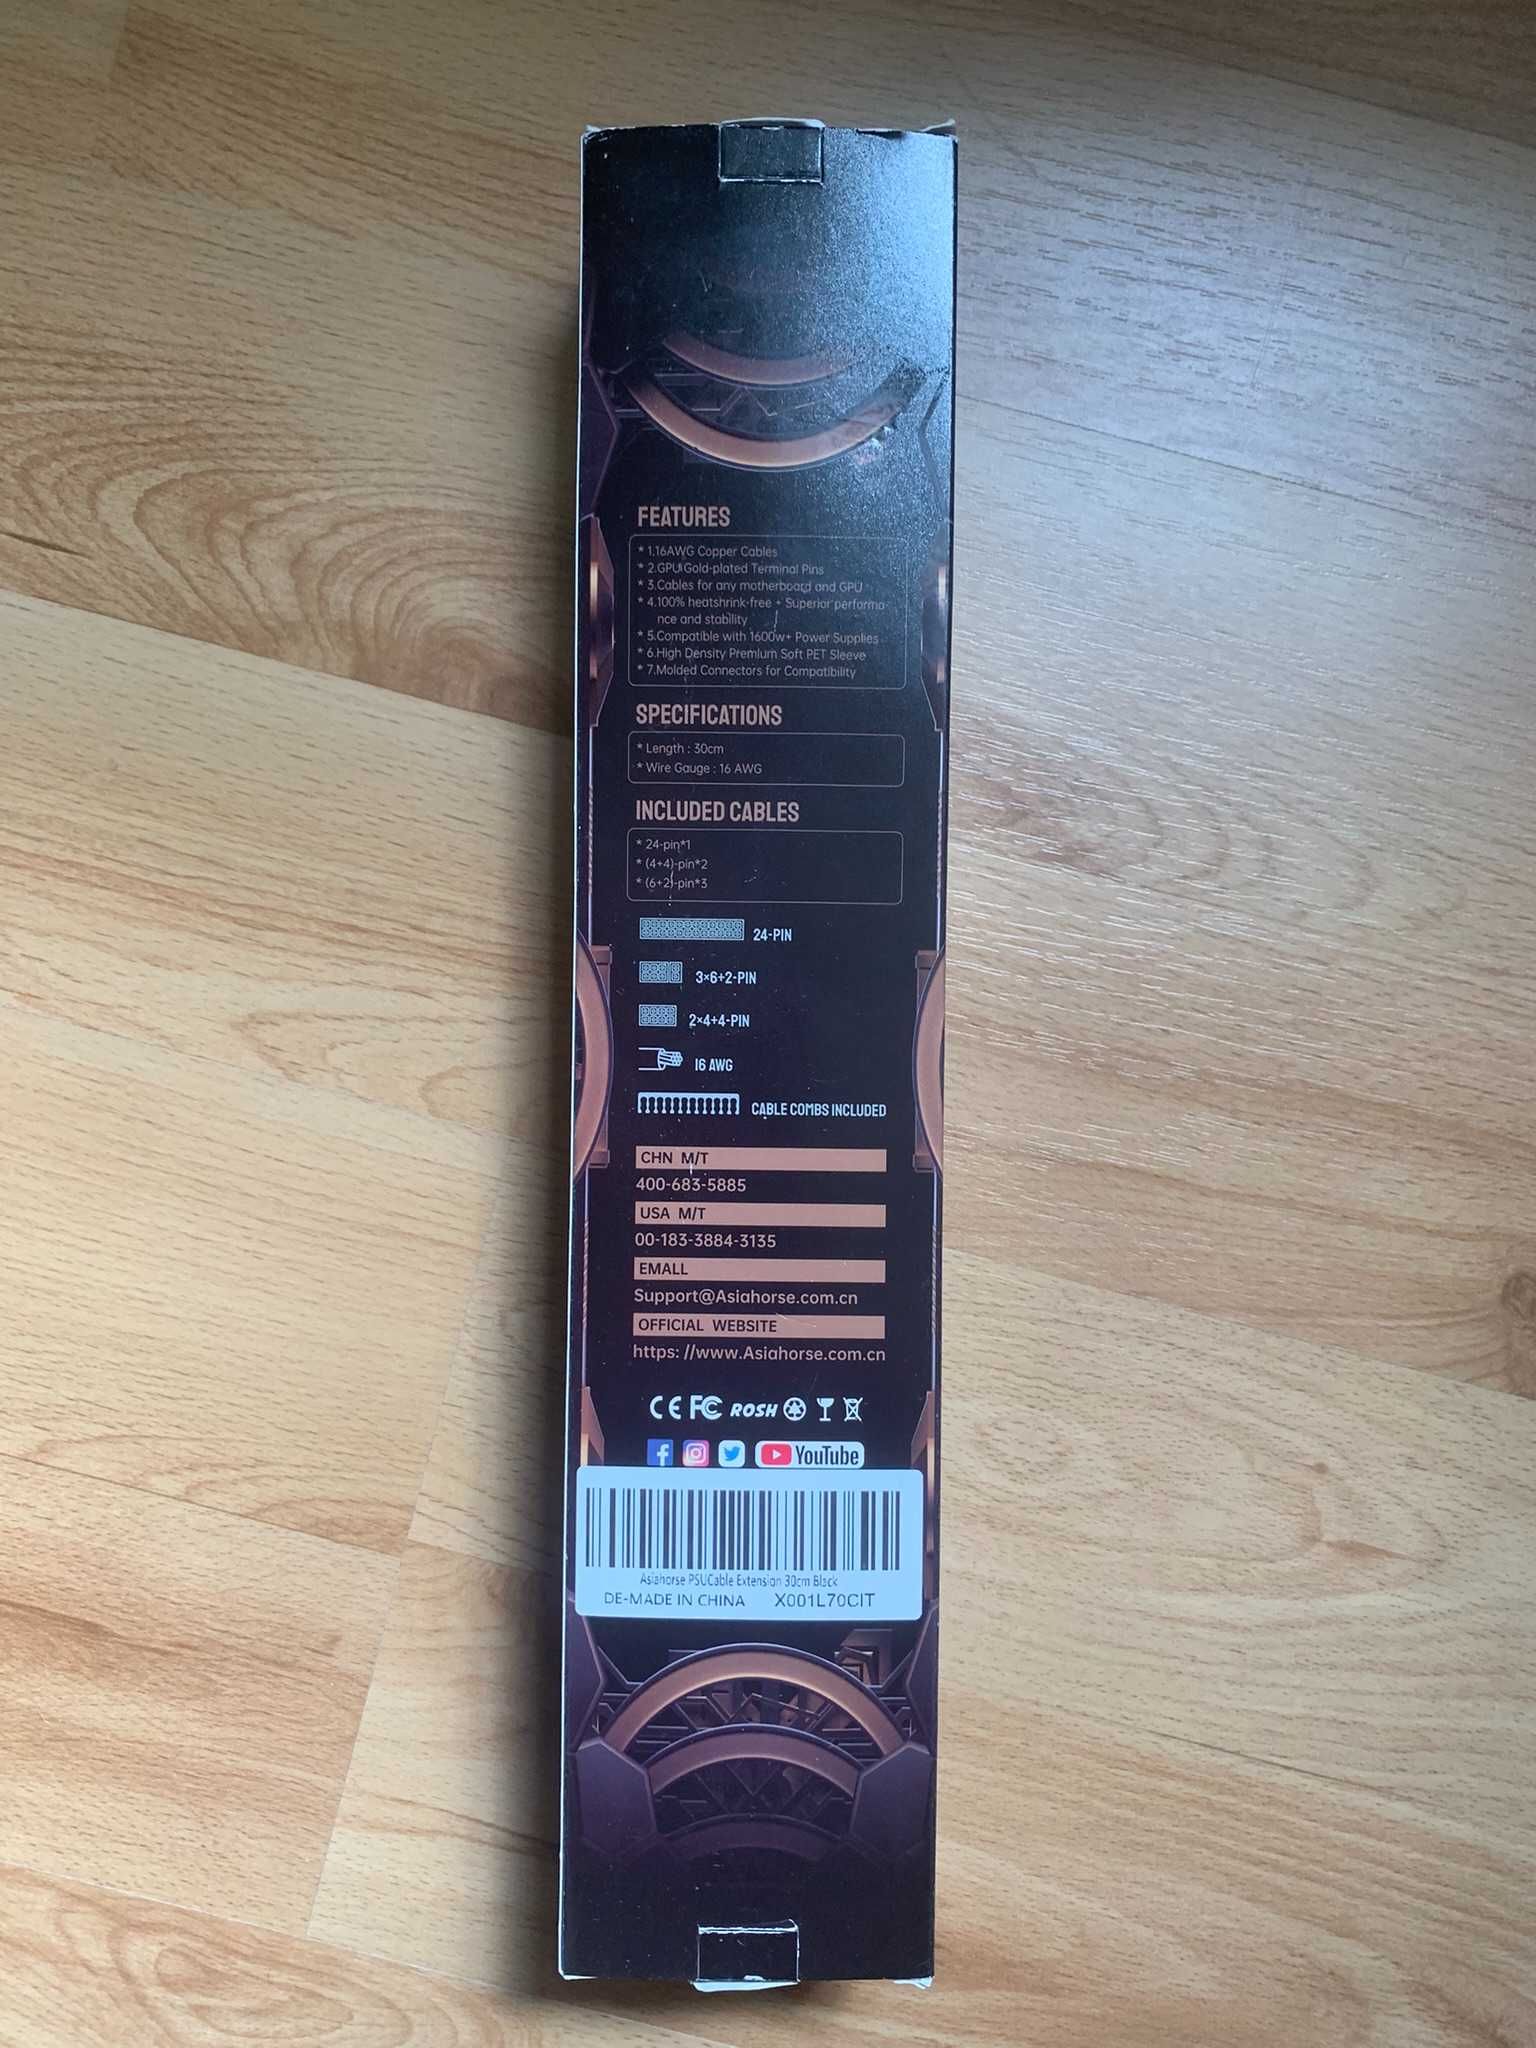 FEATURES
* 1.16AWG Copper Cables
* 2.GPU Gold-plated Terminal Pins
* 3.Cables for any motherboard and GPU
* 4.100% heatshrink-free + Superior performa-
nce and stability
* 5.Compatible with 1600w+ Power Supplies
* 6.High Density Premium Soft PET Sleeve
* 7.Molded Connectors for Compatibility
SPECIFICATIONS
* Length : 30cm
* Wire Gauge : 16 AWG
INCLUDED CABLES
* 24-pin*1
* (4+4)-pin*2
* (6+2)-pin*3
24-PIN
3×6+2-PIN
2×4+4-PIN
16 AWG
CABLE COMBS INCLUDED
CHN M/T
400-683-5885
USA M/T
00-183-3884-3135
EMALL
Support@Asiahorse.com.cn
OFFICIAL WEBSITE
https: //www.Asiahorse.com.cn
CE FC ROSH
YouTube
Asiahorse PSUCable Extension 30cm Black
DE-MADE IN CHINA X001L70CIT